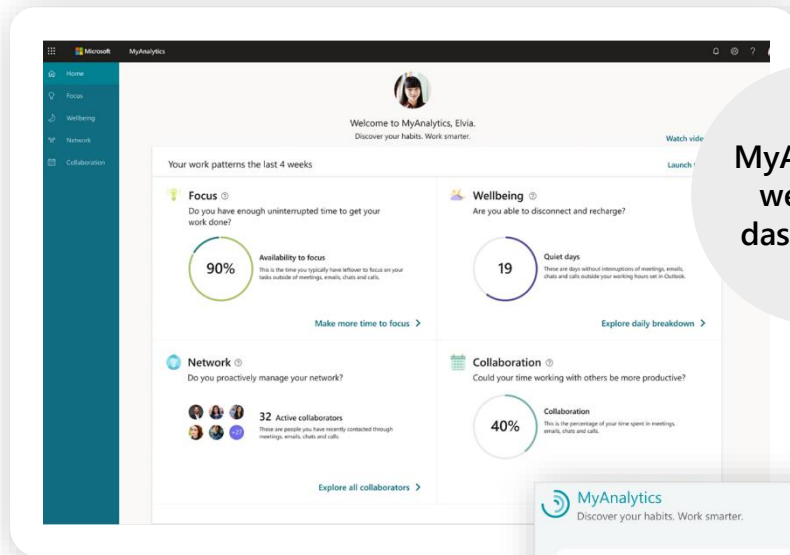 Microsoft MyAnalytics
Home
Focus
Wellbeing
Network
Collaboration
Welcome to MyAnalytics, Elvia.
Discover your habits. Work smarter.
Watch vide
Your work patterns the last 4 weeks
Launch
Focus
Do you have enough uninterrupted time to get your
work done?
90%
Availability to focus
This is the time you typically have leftover to focus on your
tasks outside of meetings, emails, chats and calls.
Make more time to focus >
Wellbeing
Are you able to disconnect and recharge?
19
Quiet days
These are days without interruptions of meetings, emails,
chats and calls outside your working hours set in Outlook.
Explore daily breakdown >
Network
Do you proactively manage your network?
+27
32 Active collaborators
These are people you have recently contacted through
meetings, emails, chats and calls
Explore all collaborators >
Collaboration
Could your time working with others be more productive?
40%
Collaboration
This is the percentage of your time spent in meetings,
emails, chats and calls.
MyA
we
das
MyAnalytics
Discover your habits. Work smarter.